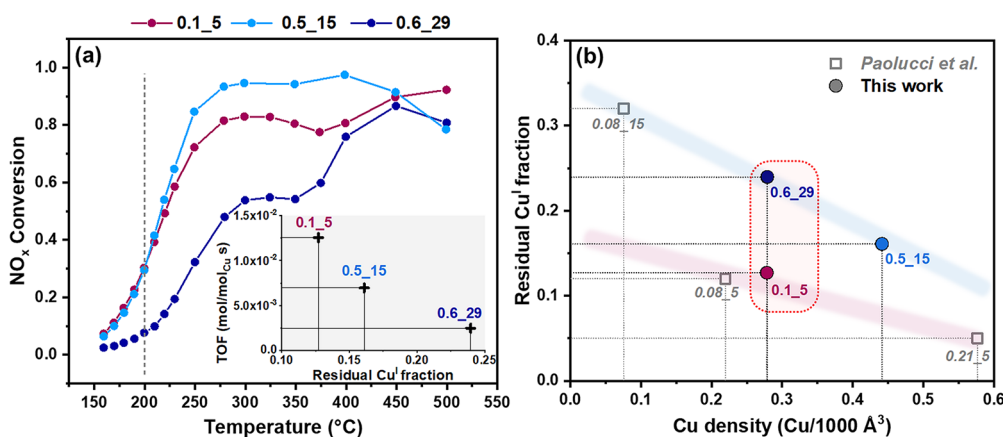 0.1_5 0.5_15 0.6_29
(a)
NOₓ Conversion
1.0
0.8
0.6
0.4
0.2
0.0
150 200 250 300 350 400 450 500
Temperature (°C)
TOF (mol/mol_Cu s)
1.5x10⁻²
1.0x10⁻²
5.0x10⁻³
0.0
0.10 0.15 0.20 0.25
Residual Cuᴵ fraction
0.1_5
0.5_15
0.6_29
(b)
Paolucci et al.
This work
Residual Cuᴵ fraction
0.4
0.3
0.2
0.1
0.0
0.0 0.1 0.2 0.3 0.4 0.5 0.6
Cu density (Cu/1000 Å³)
0.08_15
0.6_29
0.5_15
0.1_5
0.08_5
0.21_5